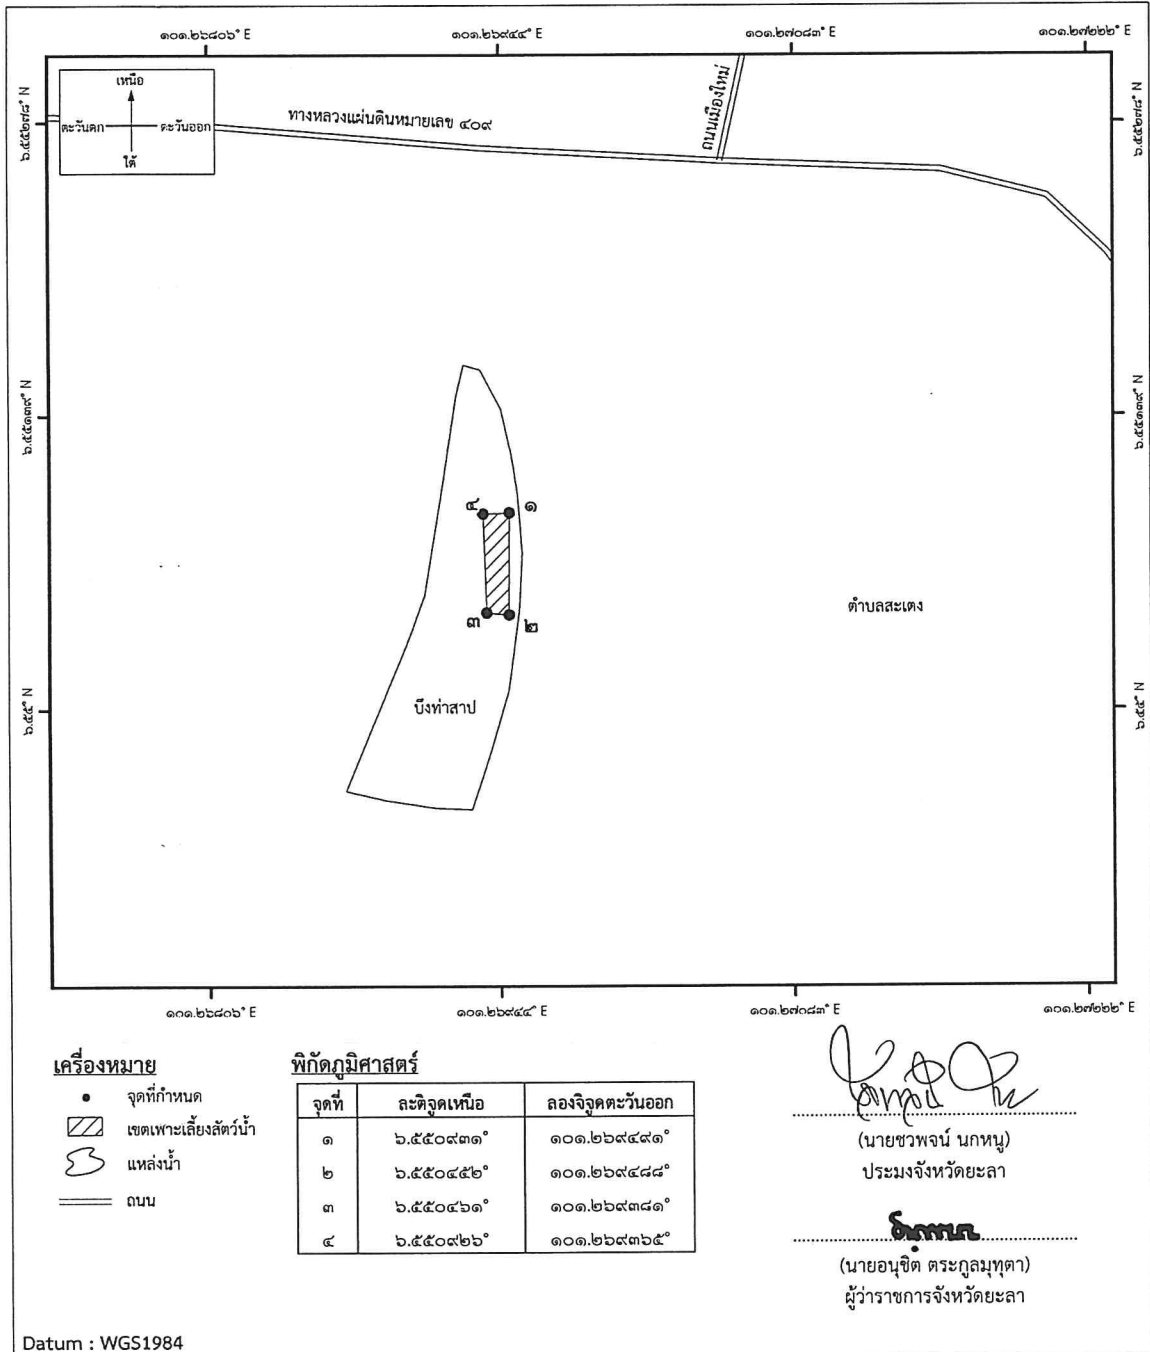 ๑๐๑.๒๖๘๐๖° E
๑๐๑.๒๖๙๔๔° E
๑๐๑.๒๗๐๘๓° E
๑๐๑.๒๗๒๒๒° E
เหนือ
ตะวันตก
ตะวันออก
ใต้
ทางหลวงแผ่นดินหมายเลข ๔๐๙
ถนนเมืองใหม่
๖.๕๕๒๗๘° N
๖.๕๕๒๗๘° N
๖.๕๕๑๓๙° N
๖.๕๕๑๓๙° N
๔
๑
๓
๒
ตำบลสะเตง
๖.๕๕° N
๖.๕๕° N
บึงท่าสาป
๑๐๑.๒๖๘๐๖° E
๑๐๑.๒๖๙๔๔° E
๑๐๑.๒๗๐๘๓° E
๑๐๑.๒๗๒๒๒° E
เครื่องหมาย
จุดที่กำหนด
เขตเพาะเลี้ยงสัตว์น้ำ
แหล่งน้ำ
ถนน
พิกัดภูมิศาสตร์
จุดที่ ละติจูดเหนือ ลองจิจูดตะวันออก
๑ ๖.๕๕๐๙๓๑° ๑๐๑.๒๖๙๔๙๑°
๒ ๖.๕๕๐๔๕๒° ๑๐๑.๒๖๙๔๘๘°
๓ ๖.๕๕๐๔๖๑° ๑๐๑.๒๖๙๓๘๑°
๔ ๖.๕๕๐๙๒๖° ๑๐๑.๒๖๙๓๖๕°
(นายชวพจน์ นกหนู)
ประมงจังหวัดยะลา
(นายอนุชิต ตระกูลมุทุตา)
ผู้ว่าราชการจังหวัดยะลา
Datum : WGS1984